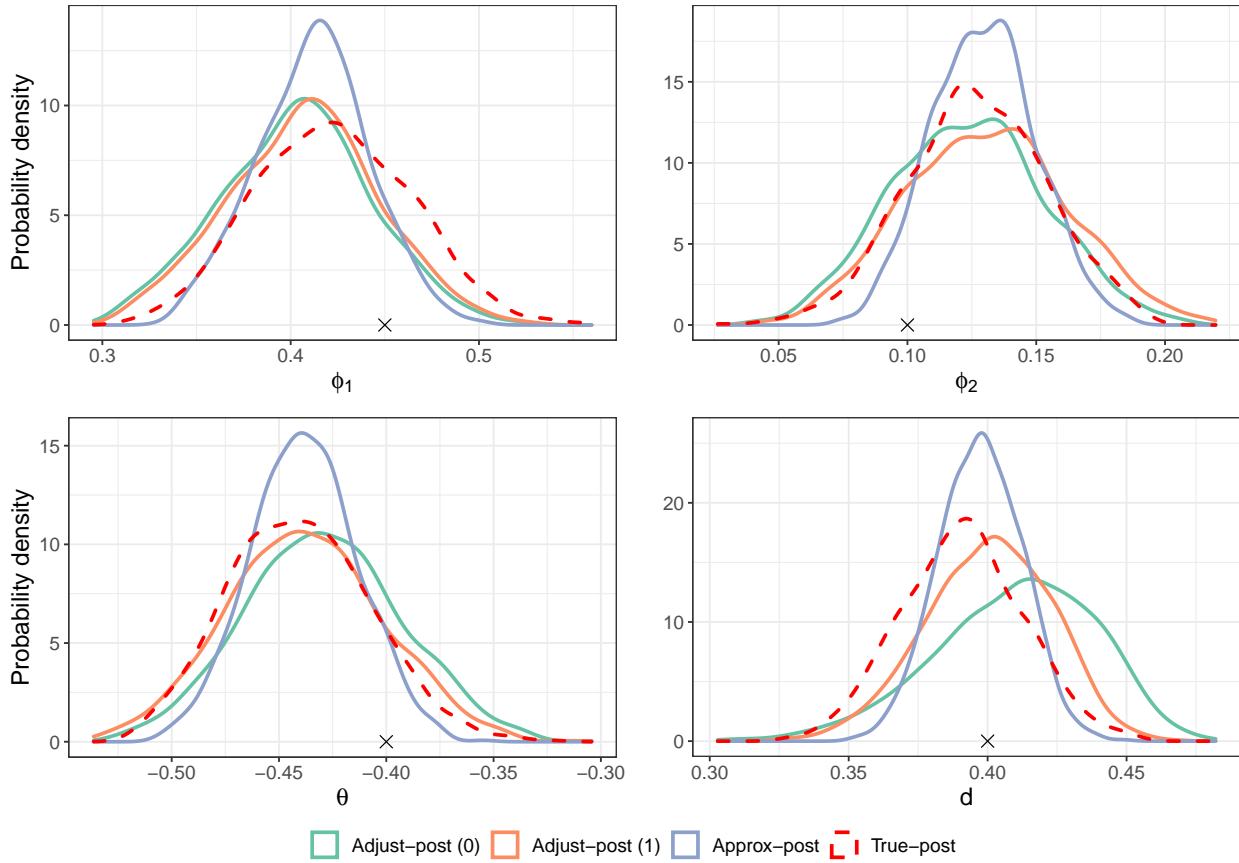 Probability density
10
5
0
0.3 0.4 0.5
ϕ1
15
10
5
0
0.05 0.10 0.15 0.20
ϕ2
Probability density
15
10
5
0
−0.50 −0.45 −0.40 −0.35 −0.30
θ
20
10
0
0.30 0.35 0.40 0.45
d
Adjust−post (0) Adjust−post (1) Approx−post True−post